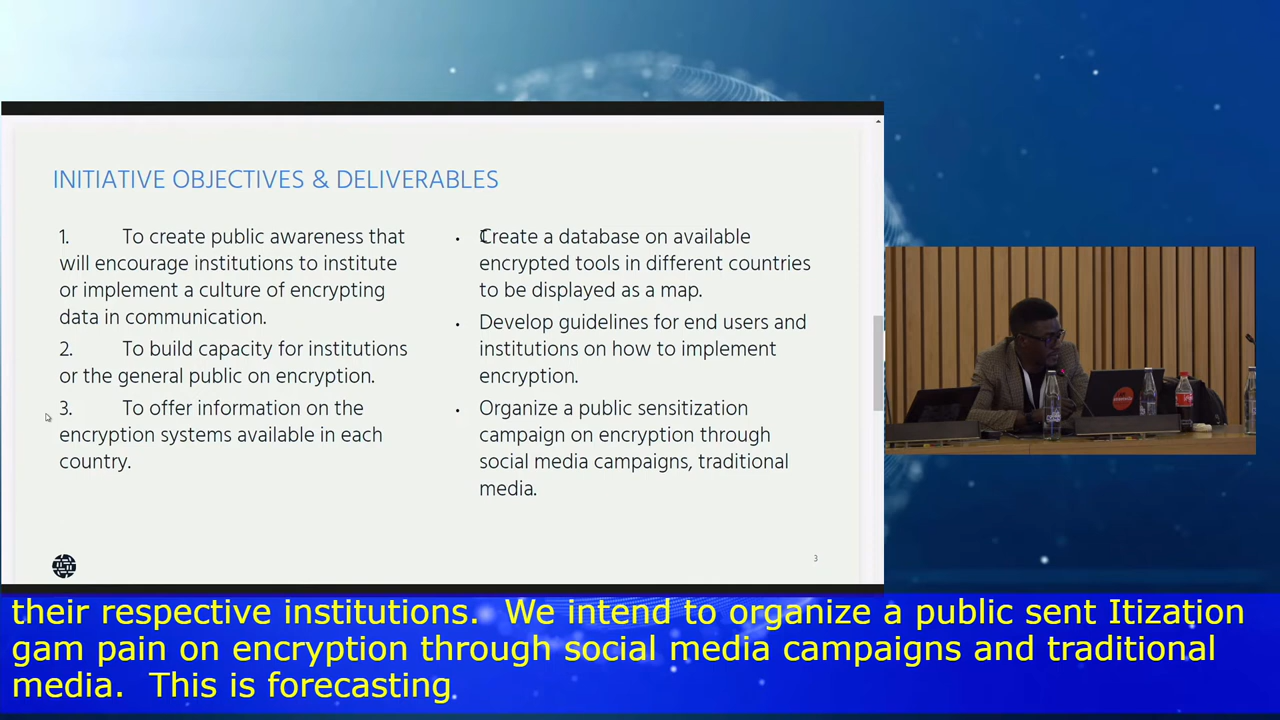 INITIATIVE OBJECTIVES & DELIVERABLES
1. To create public awareness that
will encourage institutions to institute
or implement a culture of encrypting
data in communication.
2. To build capacity for institutions
or the general public on encryption.
3. To offer information on the
encryption systems available in each
country.
• Create a database on available
encrypted tools in different countries
to be displayed as a map.
• Develop guidelines for end users and
institutions on how to implement
encryption.
• Organize a public sensitization
campaign on encryption through
social media campaigns, traditional
media.
3
their respective institutions.  We intend to organize a public sent Itization
gam pain on encryption through social media campaigns and traditional
media.  This is forecasting